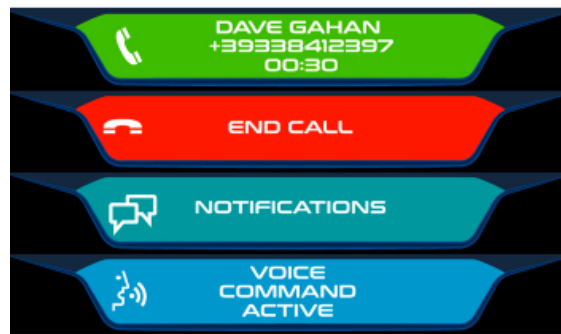 DAVE GAHAN
+39338412397
00:30
END CALL
NOTIFICATIONS
VOICE
COMMAND
ACTIVE